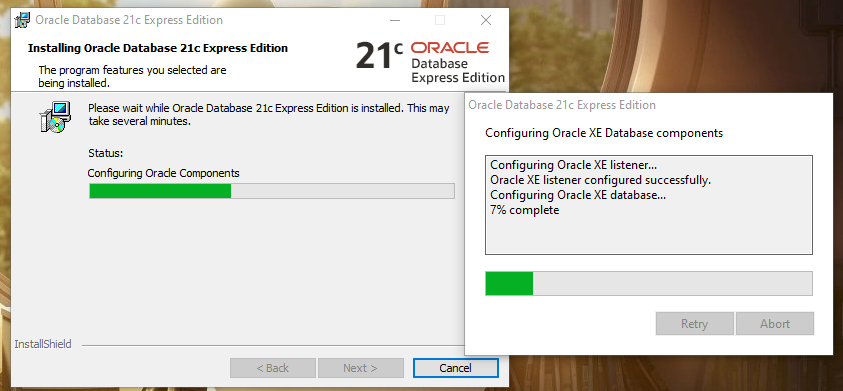 Oracle Database 21c Express Edition
Installing Oracle Database 21c Express Edition
The program features you selected are
being installed.
21c ORACLE
Database
Express Edition
Please wait while Oracle Database 21c Express Edition is installed. This may
take several minutes.
Status:
Configuring Oracle Components
InstallShield
< Back
Next >
Cancel
Oracle Database 21c Express Edition
Configuring Oracle XE Database components
Configuring Oracle XE listener...
Oracle XE listener configured successfully.
Configuring Oracle XE database...
7% complete
Retry
Abort